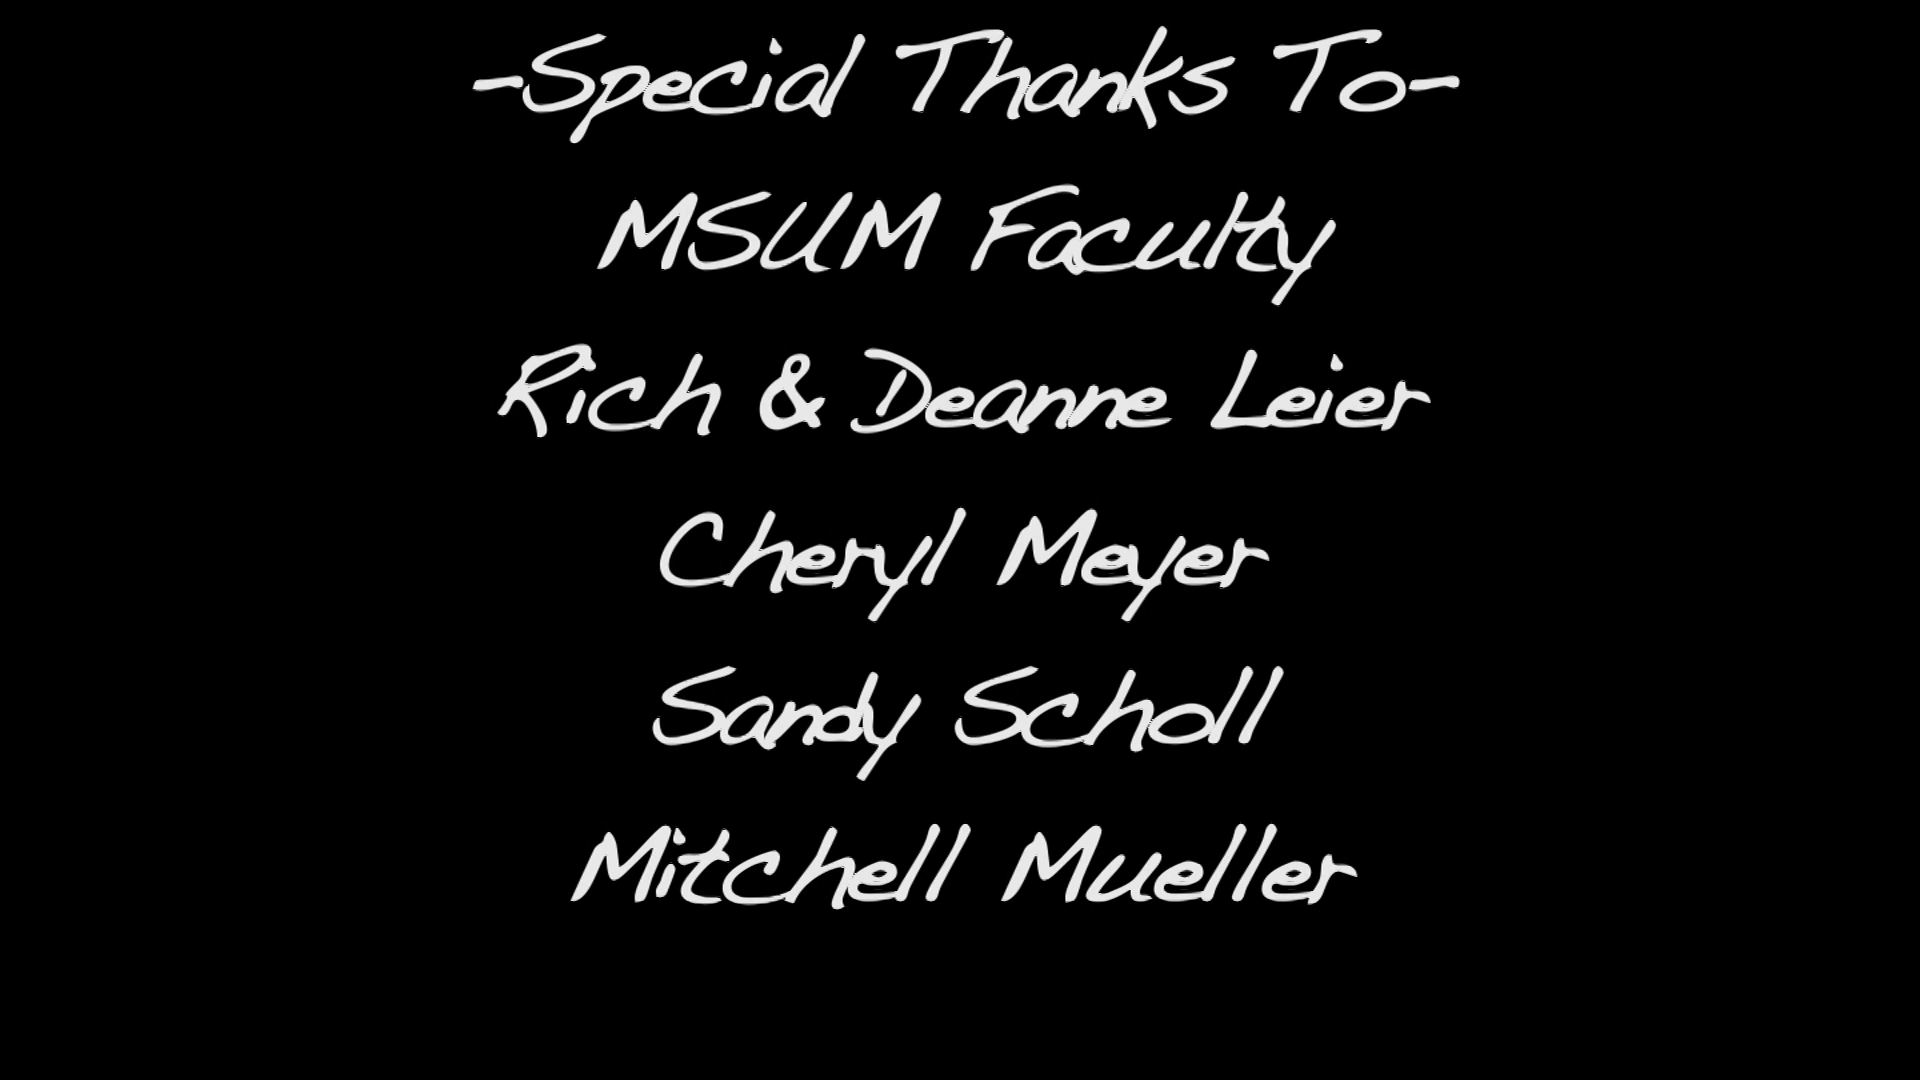 -Special Thanks To-
MSUM Faculty
Rich & Deanne Leier
Cheryl Meyer
Sandy Scholl
Mitchell Mueller